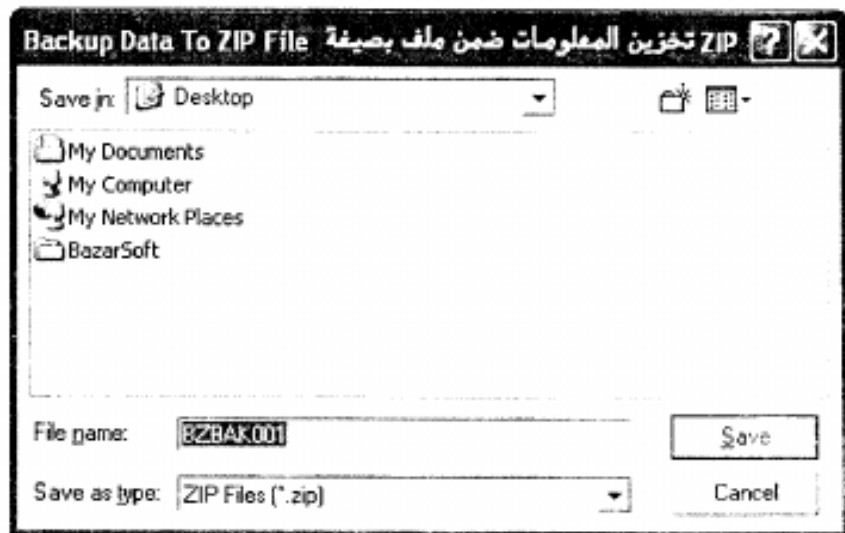 Backup Data To ZIP File تخزين المعلومات ضمن ملف بصيغة ZIP
Save in: Desktop
My Documents
My Computer
My Network Places
BazarSoft
File name: BZBAK001 Save
Save as type: ZIP Files (*.zip) Cancel